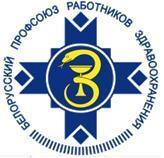 БЕЛОРУССКИЙ ПРОФСОЮЗ РАБОТНИКОВ ЗДРАВООХРАНЕНИЯ